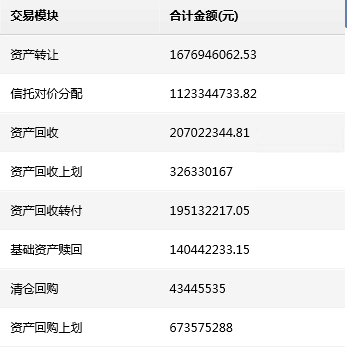 交易模块 合计金额(元)
资产转让 1676946062.53
信托对价分配 1123344733.82
资产回收 207022344.81
资产回收上划 326330167
资产回收转付 195132217.05
基础资产赎回 140442233.15
清仓回购 43445535
资产回购上划 673575288